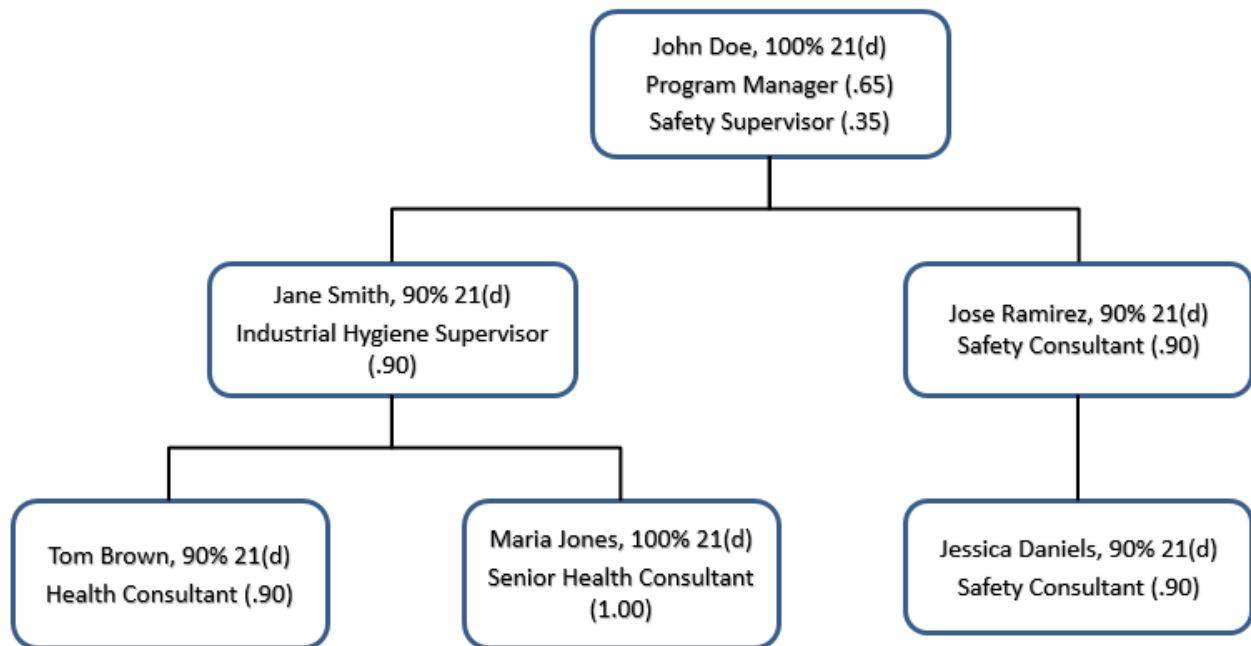 John Doe, 100% 21(d)
Program Manager (.65)
Safety Supervisor (.35)
Jane Smith, 90% 21(d)
Industrial Hygiene Supervisor
(.90)
Jose Ramirez, 90% 21(d)
Safety Consultant (.90)
Tom Brown, 90% 21(d)
Health Consultant (.90)
Maria Jones, 100% 21(d)
Senior Health Consultant
(1.00)
Jessica Daniels, 90% 21(d)
Safety Consultant (.90)